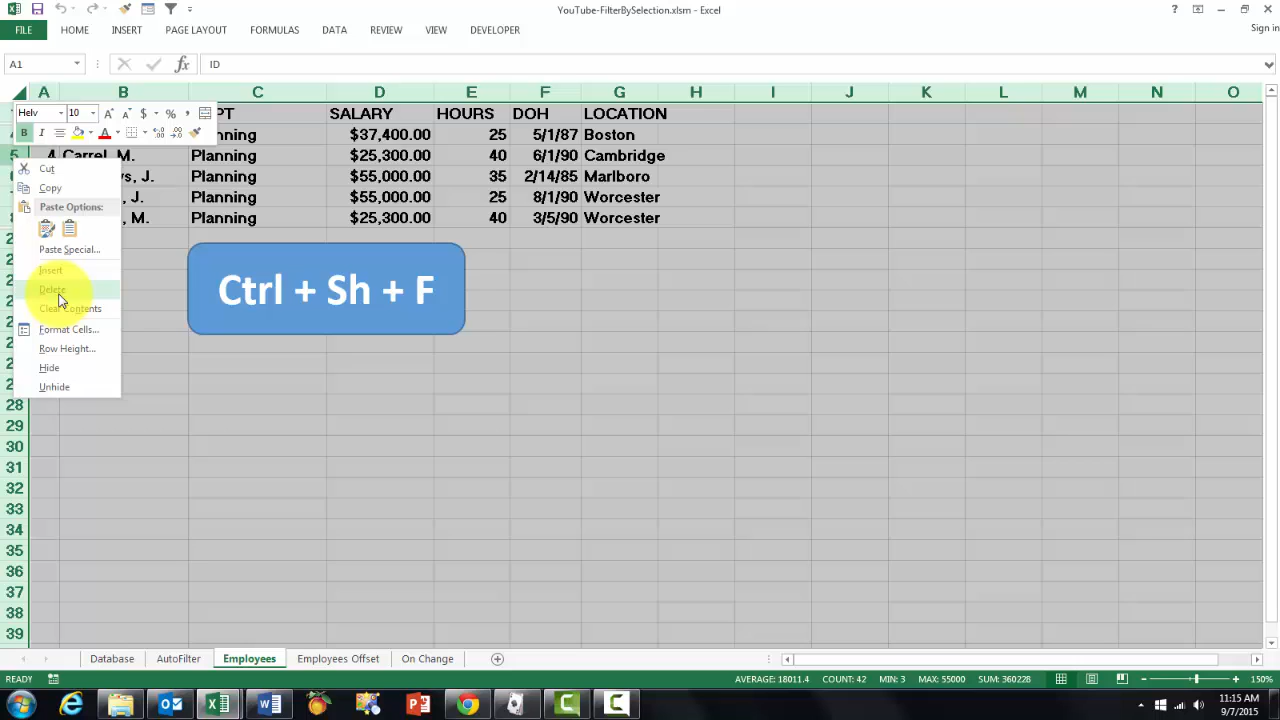 YouTube-FilterBySelection.xlsm - Excel
FILE HOME INSERT PAGE LAYOUT FORMULAS DATA REVIEW VIEW DEVELOPER Sign in
A1 fx ID
A B C D E F G H I J K L M N O
Helv 10
SALARY HOURS DOH LOCATION
$37,400.00 25 5/1/87 Boston
5 4 Carrel, M. Planning $25,300.00 40 6/1/90 Cambridge
Planning $55,000.00 35 2/14/85 Marlboro
Planning $55,000.00 25 8/1/90 Worcester
Planning $25,300.00 40 3/5/90 Worcester
Cut
Copy
Paste Options:
Paste Special...
Insert
Delete
Clear Contents
Format Cells...
Row Height...
Hide
Unhide
Ctrl + Sh + F
28
29
30
31
32
33
34
35
36
37
38
39
Database AutoFilter Employees Employees Offset On Change
READY AVERAGE: 18011.4 COUNT: 42 MIN: 3 MAX: 55000 SUM: 360228 150%
11:15 AM
9/7/2015